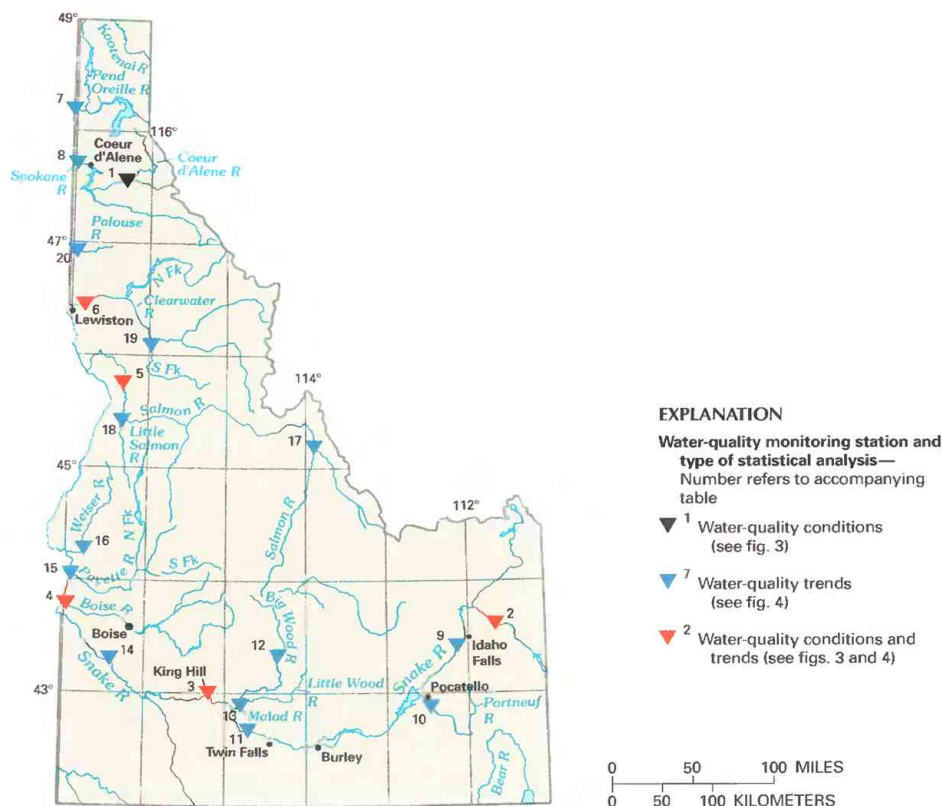 49°
Kootenai R
Pend
Oreille R
7
116°
Coeur
d'Alene
8
1
Coeur
d'Alene R
Spokane
R
Palouse
R
47°
20
N Fk
Clearwater
R
6
Lewiston
19
S Fk
5
114°
Salmon R
18
Little
Salmon
R
17
45°
112°
Weiser R
N Fk
Salmon R
16
15
Payette R
S Fk
4
Boise R
Big Wood R
2
Boise
9
Idaho
Falls
14
12
Snake R
King Hill
3
Snake R
43°
Little Wood
R
Pocatello
13
Malad R
10
Portneuf
R
11
Twin Falls
Burley
Bear R
EXPLANATION
Water-quality monitoring station and
type of statistical analysis—
Number refers to accompanying
table
1 Water-quality conditions
(see fig. 3)
7 Water-quality trends
(see fig. 4)
2 Water-quality conditions and
trends (see figs. 3 and 4)
0 50 100 MILES
0 50 100 KILOMETERS